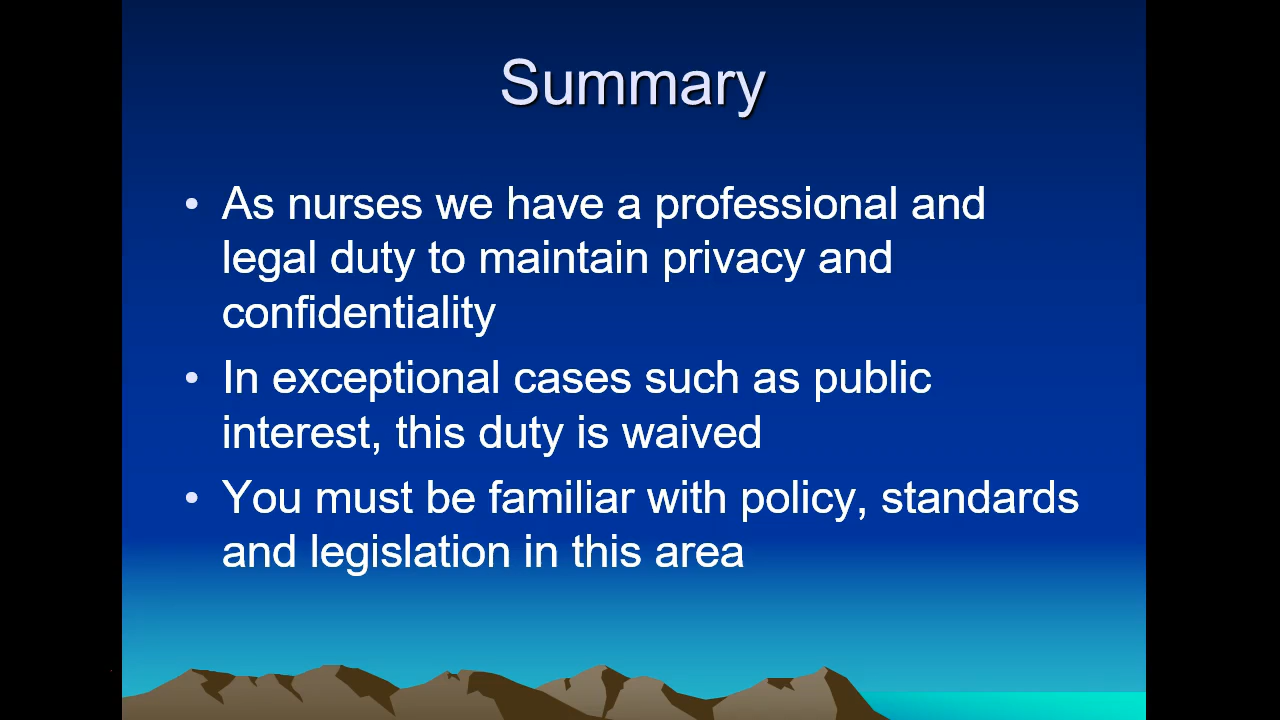 Summary
• As nurses we have a professional and
legal duty to maintain privacy and
confidentiality
• In exceptional cases such as public
interest, this duty is waived
• You must be familiar with policy, standards
and legislation in this area